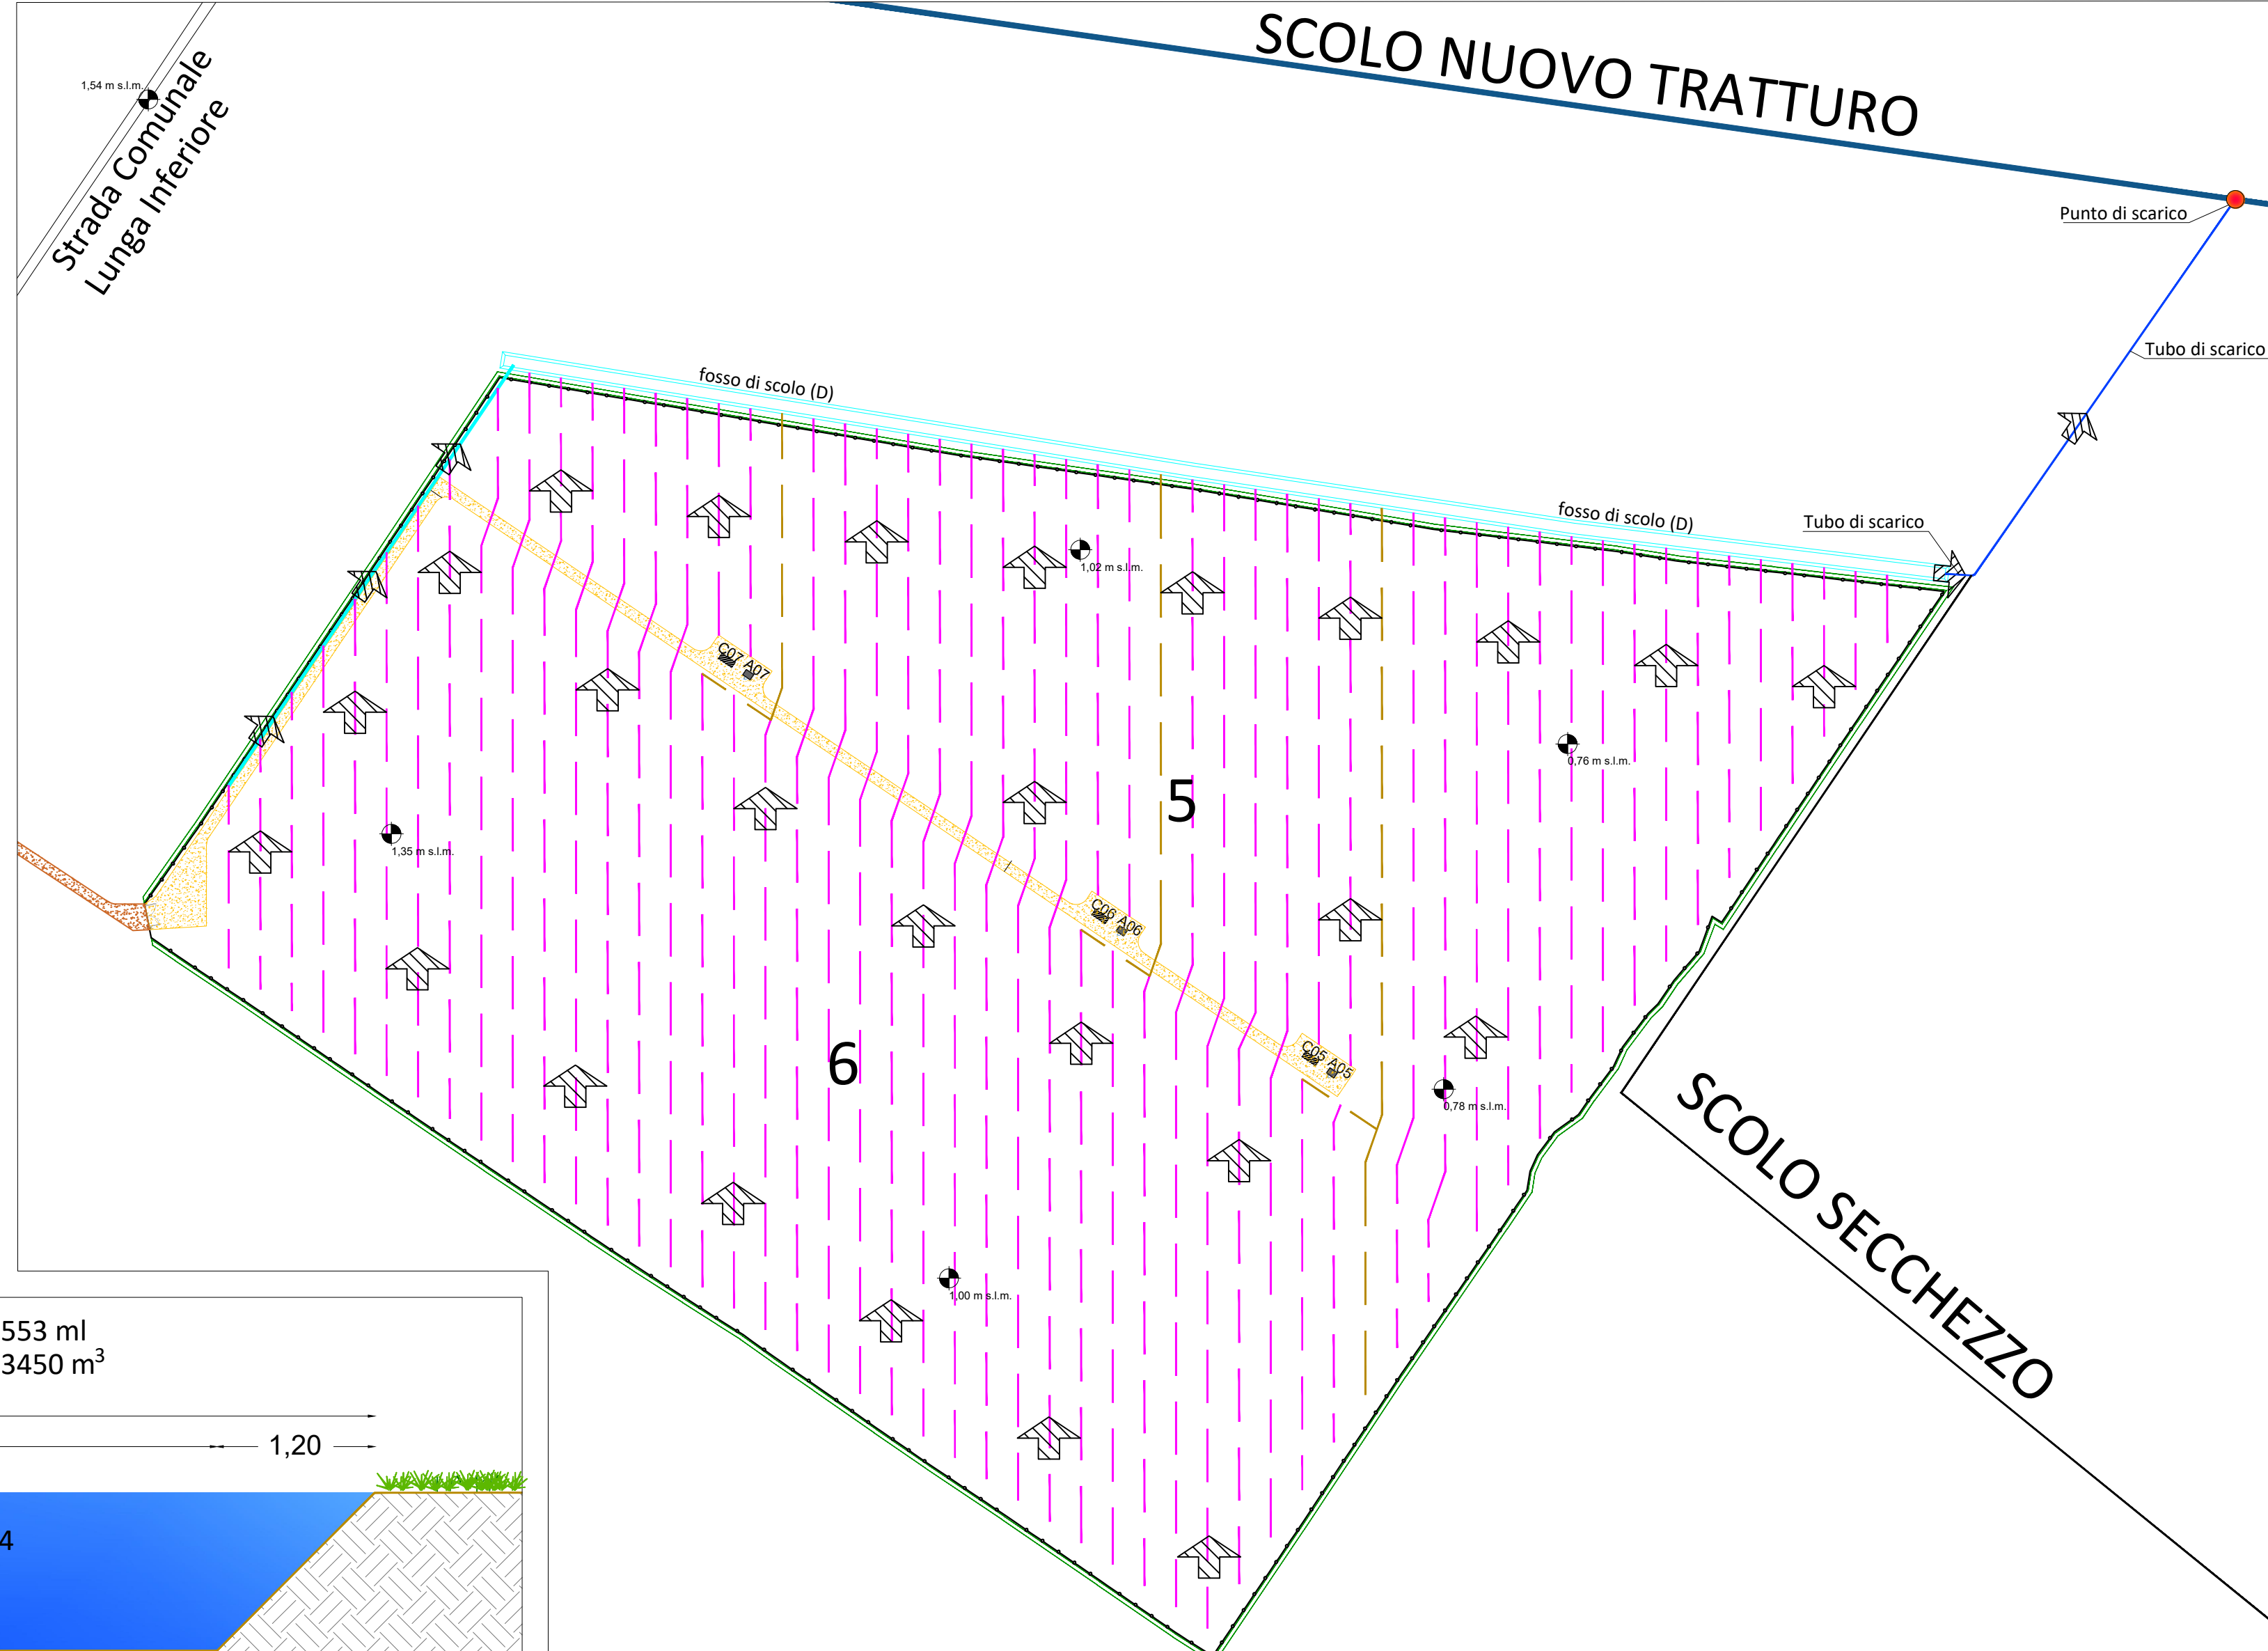 SCOLO NUOVO TRATTURO
1,54 m s.l.m.
Strada Comunale
Lunga Inferiore
Punto di scarico
Tubo di scarico
fosso di scolo (D)
fosso di scolo (D)
Tubo di scarico
1,02 m s.l.m.
C07 A07
0,76 m s.l.m.
5
1,35 m s.l.m.
C06 A06
6
C05 A05
0,78 m s.l.m.
SCOLO SECCHEZZO
1,00 m s.l.m.
553 ml
3450 m³
1,20
4